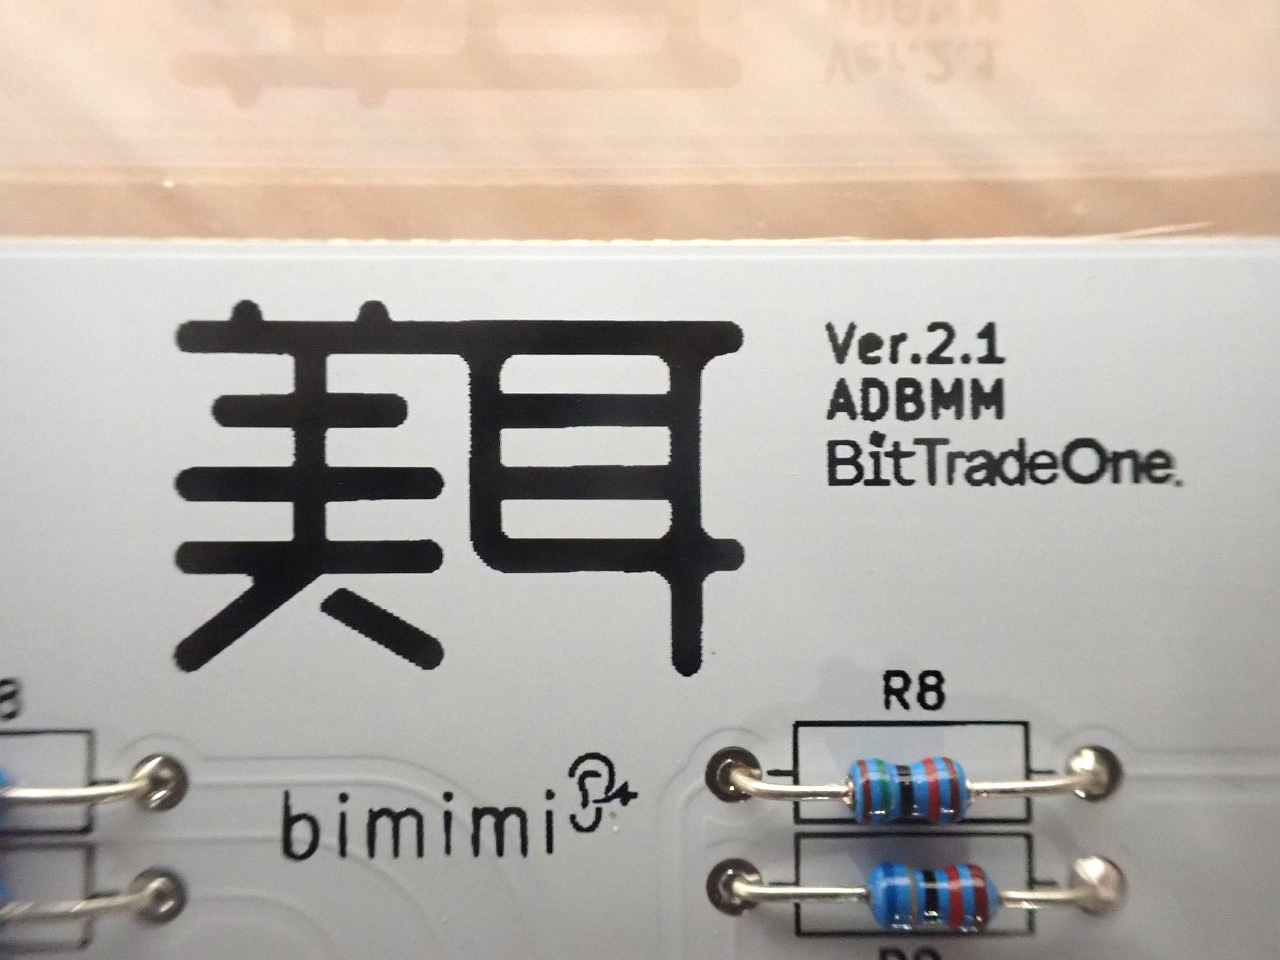 美耳
Ver.2.1
ADBMM
BitTradeOne.
R8
bimimi